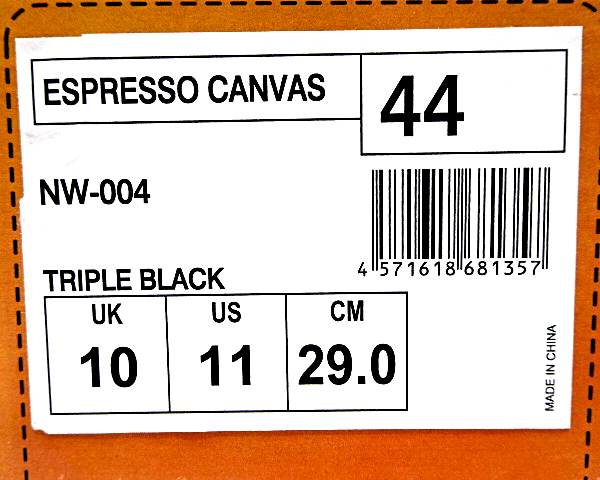 ESPRESSO CANVAS
44
NW-004
4 571618 681357
TRIPLE BLACK
UK US CM
10 11 29.0
MADE IN CHINA